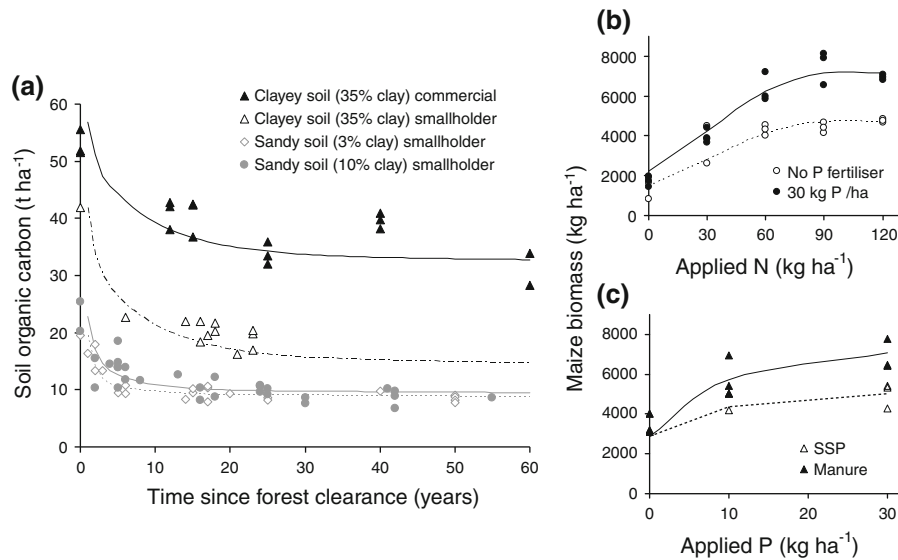 (a)
Clayey soil (35% clay) commercial
Clayey soil (35% clay) smallholder
Sandy soil (3% clay) smallholder
Sandy soil (10% clay) smallholder
Soil organic carbon (t ha-1)
60
50
40
30
20
10
0
0 10 20 30 40 50 60
Time since forest clearance (years)
(b)
8000
6000
4000
2000
0
No P fertiliser
30 kg P /ha
0 30 60 90 120
Applied N (kg ha-1)
Maize biomass (kg ha-1)
(c)
8000
6000
4000
2000
0
SSP
Manure
0 10 20 30
Applied P (kg ha-1)